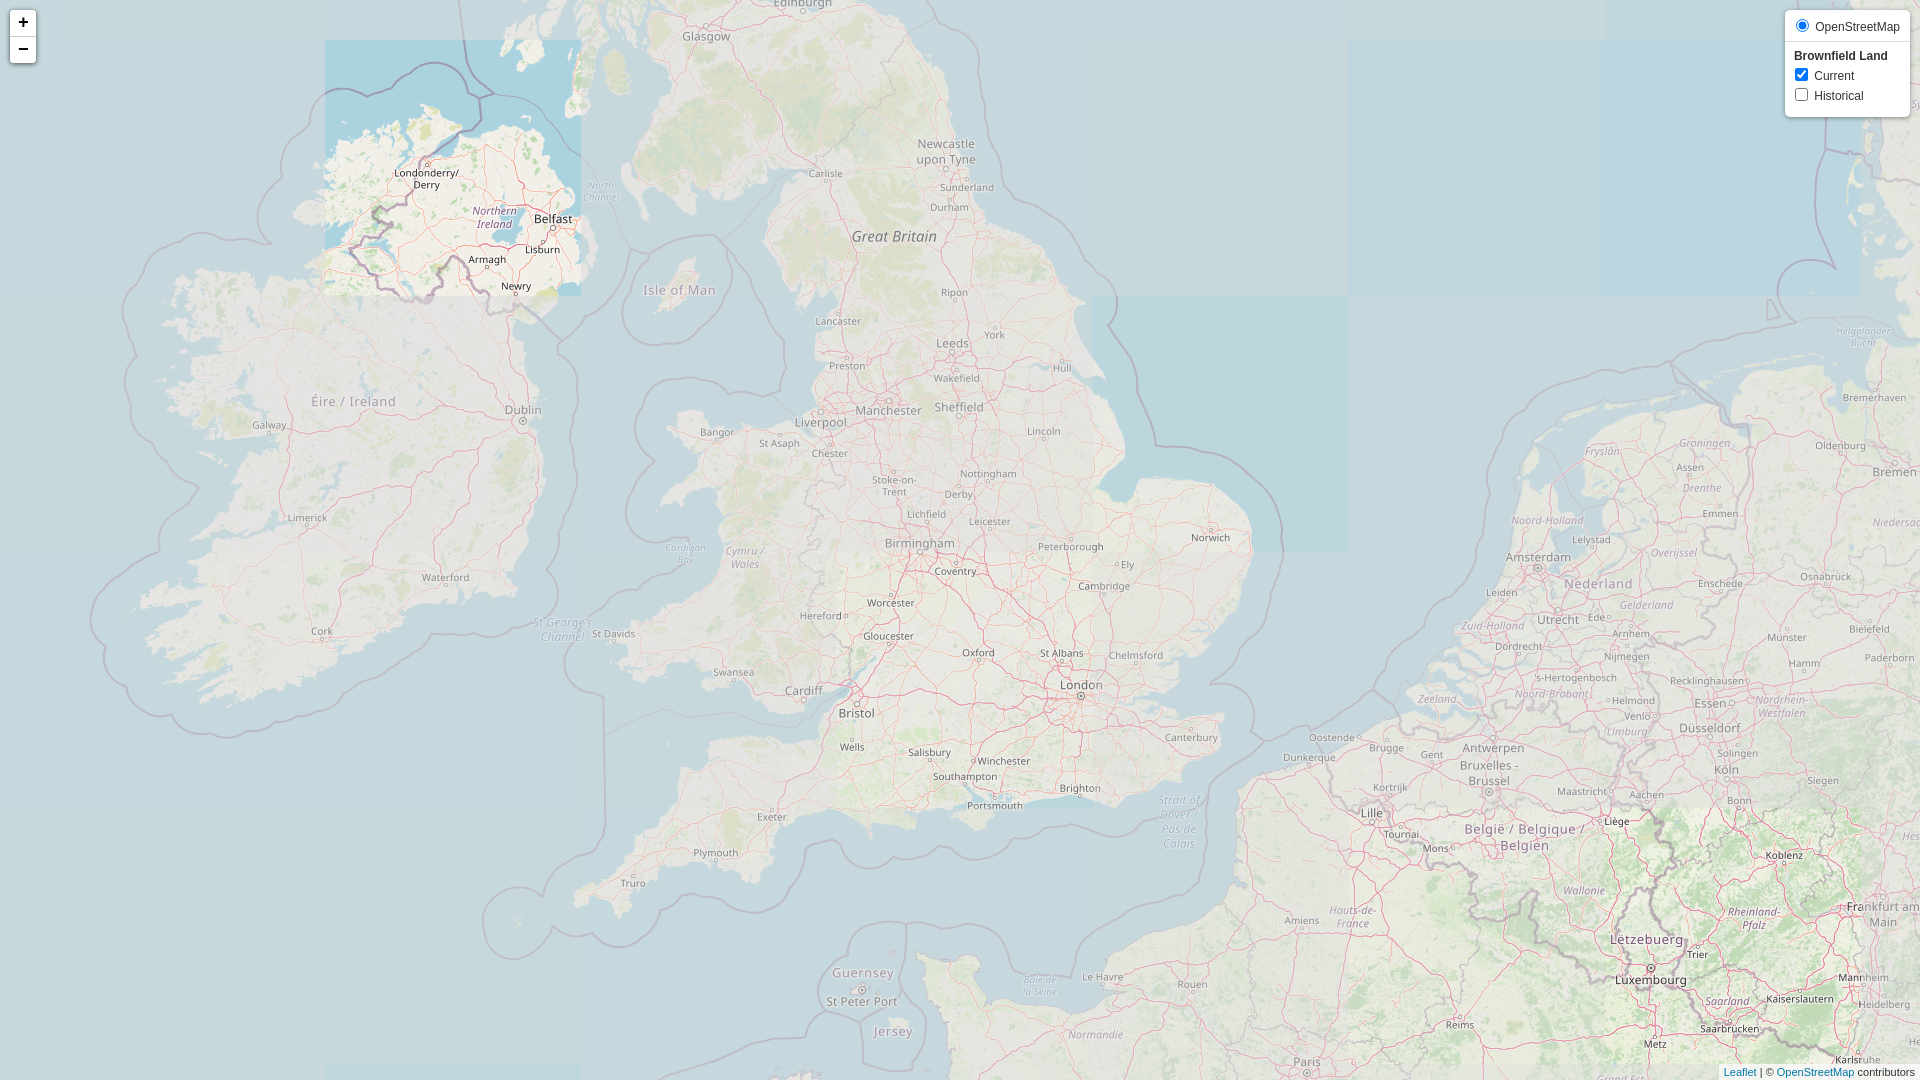 +
−
OpenStreetMap
Brownfield Land
Current
Historical
Edinburgh
Glasgow
Newcastle
upon Tyne
Carlisle
Sunderland
Durham
Londonderry/
Derry
North
Channel
Northern
Ireland
Belfast
Lisburn
Armagh
Newry
Great Britain
Isle of Man
Ripon
Lancaster
York
Leeds
Preston
Hull
Wakefield
Helgoländer
Bucht
Bremerhaven
Éire / Ireland
Dublin
Galway
Manchester
Sheffield
Liverpool
Bangor
St Asaph
Chester
Lincoln
Groningen
Fryslân
Assen
Oldenburg
Bremen
Stoke-on-
Trent
Nottingham
Derby
Drenthe
Emmen
Limerick
Lichfield
Leicester
Noord-Holland
Niedersac
Birmingham
Peterborough
Norwich
Lelystad
Cardigan
Bay
Cymru /
Wales
Amsterdam
Overijssel
Coventry
Ely
Waterford
Nederland
Enschede
Osnabrück
Worcester
Cambridge
Leiden
Gelderland
Hereford
Utrecht
Ede
St George's
Channel
Cork
St Davids
Gloucester
Zuid-Holland
Arnhem
Münster
Bielefeld
Oxford
St Albans
Chelmsford
Dordrecht
Nijmegen
Hamm
Paderborn
Swansea
Cardiff
London
's-Hertogenbosch
Recklinghausen
Zeeland
Noord-Brabant
Helmond
Essen
Nordrhein-
Westfalen
Bristol
Venlo
Düsseldorf
Limburg
Wells
Salisbury
Winchester
Canterbury
Oostende
Brugge
Gent
Antwerpen
Dunkerque
Bruxelles -
Brussel
Solingen
Köln
Southampton
Portsmouth
Brighton
Kortrijk
Maastricht
Aachen
Siegen
Bonn
Strait of
Dover /
Pas de
Calais
Exeter
Lille
Tournai
Liège
België / Belgique /
Belgien
Mons
Plymouth
Koblenz
Truro
Wallonie
Hauts-de-
France
Amiens
Rheinland-
Pfalz
Frankfurt am
Main
Lëtzebuerg
Trier
Guernsey
St Peter Port
Baie de
la Seine
Le Havre
Rouen
Luxembourg
Mannheim
Saarland
Kaiserslautern
Heidelberg
Jersey
Normandie
Reims
Saarbrücken
Metz
Paris
Karlsruhe
Grand Est
Leaflet | © OpenStreetMap contributors